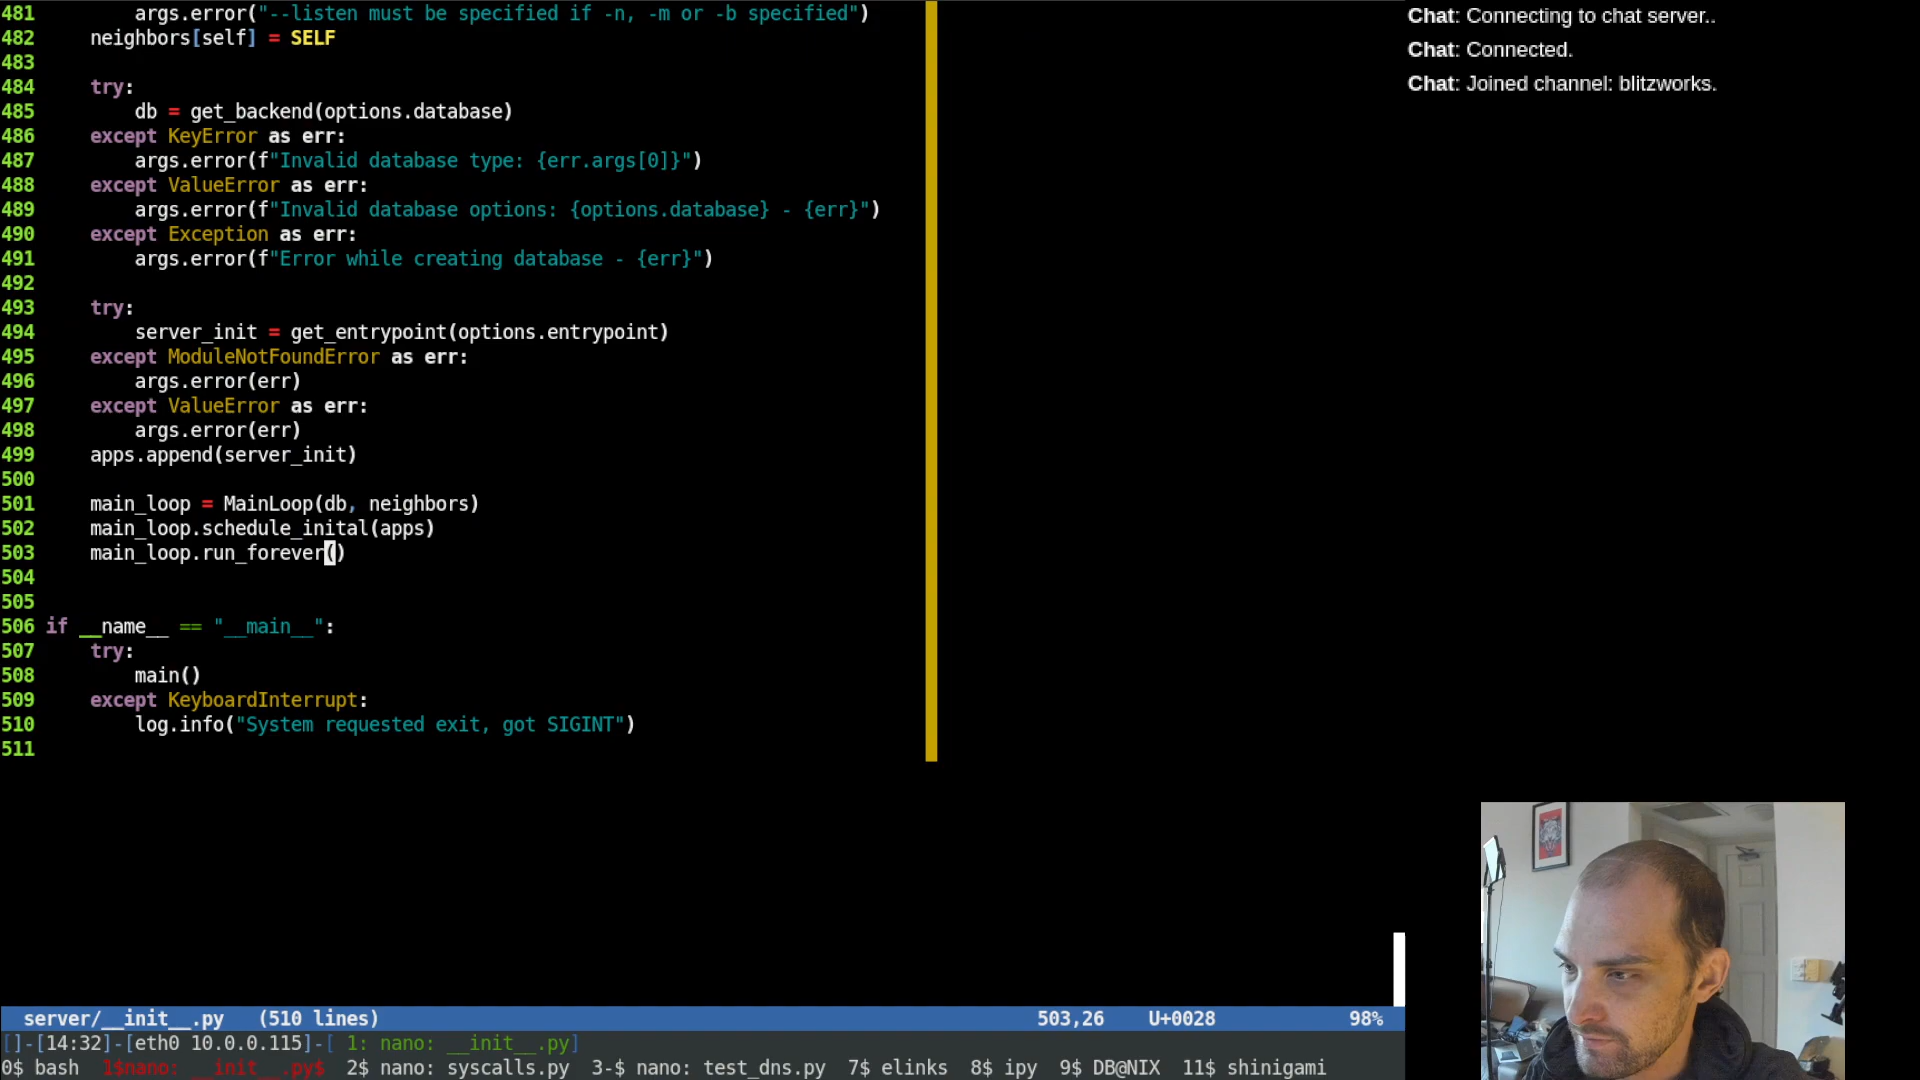 481         args.error("--listen must be specified if -n, -m or -b specified")
482     neighbors[self] = SELF
483
484     try:
485         db = get_backend(options.database)
486     except KeyError as err:
487         args.error(f"Invalid database type: {err.args[0]}")
488     except ValueError as err:
489         args.error(f"Invalid database options: {options.database} - {err}")
490     except Exception as err:
491         args.error(f"Error while creating database - {err}")
492
493     try:
494         server_init = get_entrypoint(options.entrypoint)
495     except ModuleNotFoundError as err:
496         args.error(err)
497     except ValueError as err:
498         args.error(err)
499     apps.append(server_init)
500
501     main_loop = MainLoop(db, neighbors)
502     main_loop.schedule_inital(apps)
503     main_loop.run_forever()
504
505
506 if __name__ == "__main__":
507     try:
508         main()
509     except KeyboardInterrupt:
510         log.info("System requested exit, got SIGINT")
511
server/__init__.py   (510 lines)   503,26   U+0028   98%
[]-[14:32]-[eth0 10.0.0.115]-[ 1: nano: __init__.py]
0$ bash  1$nano: __init__.py$  2$ nano: syscalls.py  3-$ nano: test_dns.py  7$ elinks  8$ ipy  9$ DB@NIX  11$ shinigami
Chat: Connecting to chat server..
Chat: Connected.
Chat: Joined channel: blitzworks.